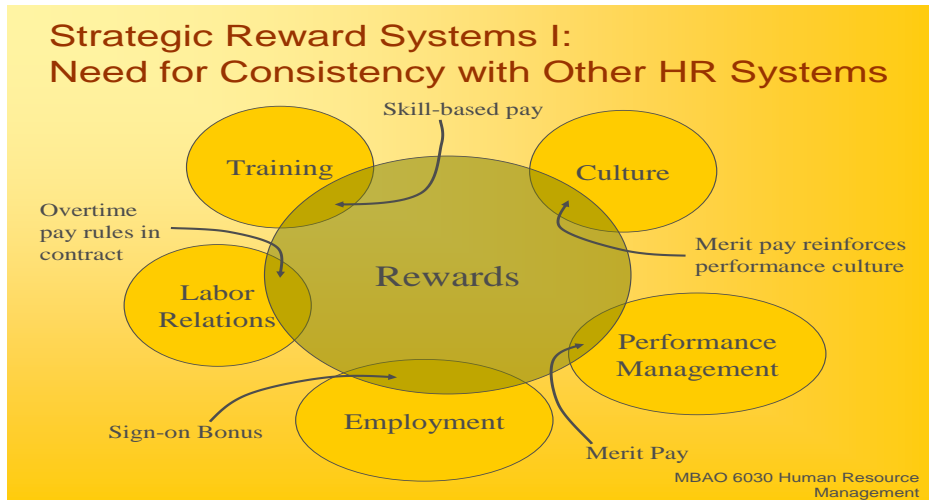 Strategic Reward Systems I:
Need for Consistency with Other HR Systems
Skill-based pay
Training
Culture
Overtime
pay rules in
contract
Merit pay reinforces
performance culture
Rewards
Labor
Relations
Performance
Management
Employment
Sign-on Bonus
Merit Pay
MBAO 6030 Human Resource
Management